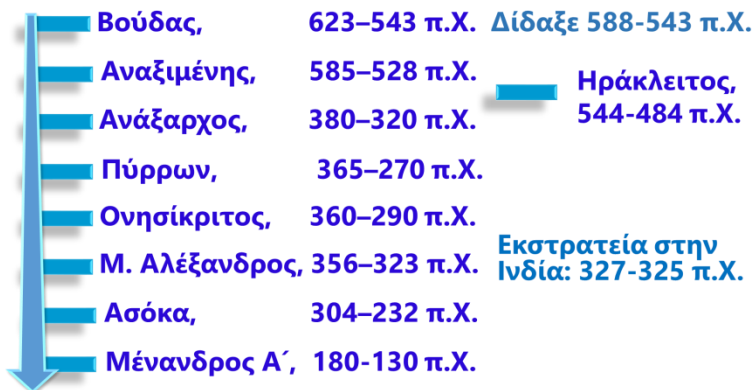 Βούδας, 623–543 π.Χ. Δίδαξε 588-543 π.Χ.
Αναξιμένης, 585–528 π.Χ.
Ηράκλειτος,
544-484 π.Χ.
Ανάξαρχος, 380–320 π.Χ.
Πύρρων, 365–270 π.Χ.
Ονησίκριτος, 360–290 π.Χ.
Μ. Αλέξανδρος, 356–323 π.Χ.
Εκστρατεία στην
Ινδία: 327-325 π.Χ.
Ασόκα, 304–232 π.Χ.
Μένανδρος Α΄, 180-130 π.Χ.